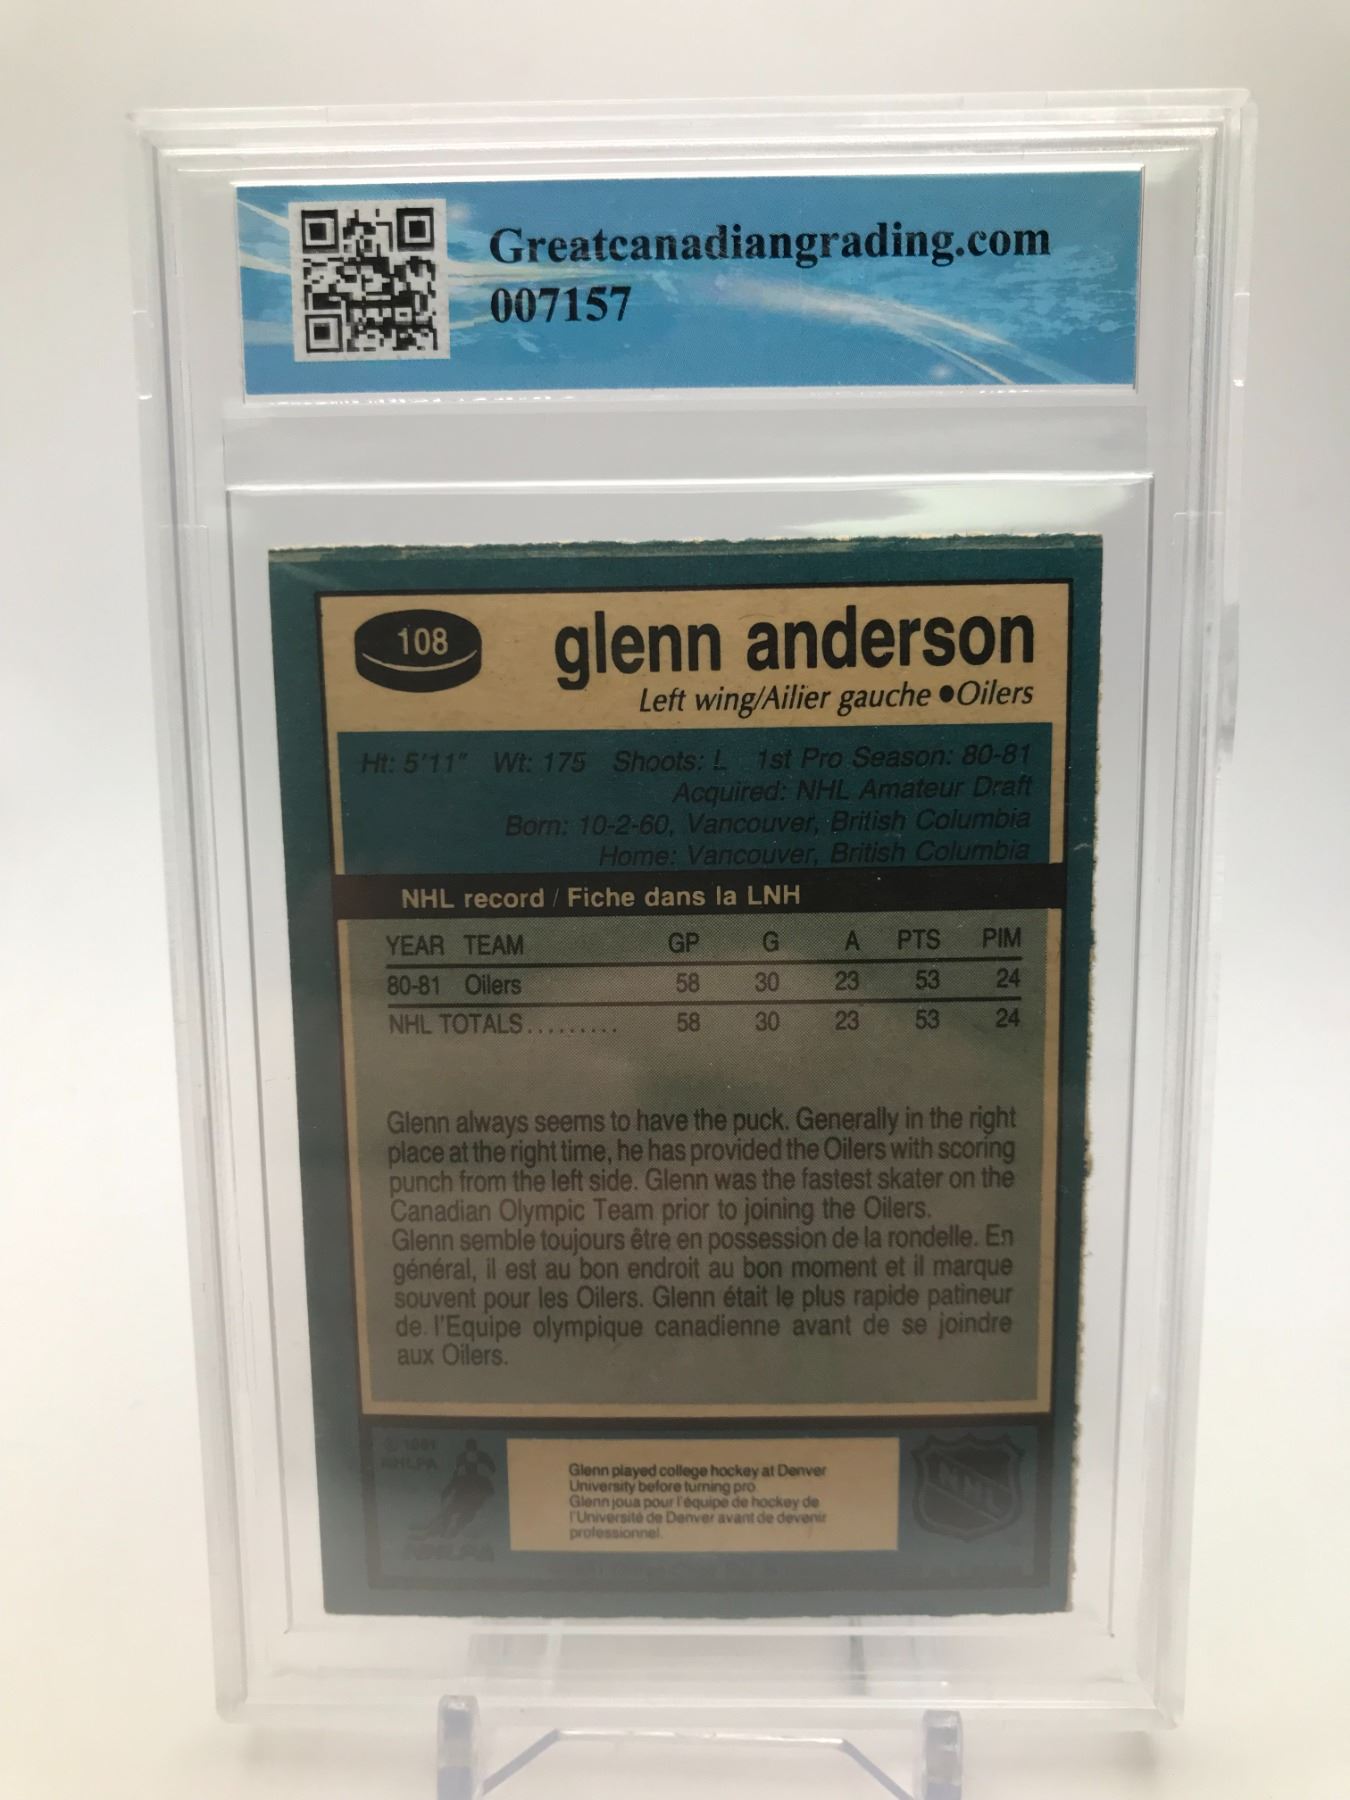 Greatcanadiangrading.com
007157
108
glenn anderson
Left wing/Ailier gauche ●Oilers
Ht: 5'11" Wt: 175 Shoots: L 1st Pro Season: 80-81
Acquired: NHL Amateur Draft
Born: 10-2-60, Vancouver, British Columbia
Home: Vancouver, British Columbia
NHL record / Fiche dans la LNH
YEAR TEAM GP G A PTS PIM
80-81 Oilers 58 30 23 53 24
NHL TOTALS......... 58 30 23 53 24
Glenn always seems to have the puck. Generally in the right
place at the right time, he has provided the Oilers with scoring
punch from the left side. Glenn was the fastest skater on the
Canadian Olympic Team prior to joining the Oilers.
Glenn semble toujours être en possession de la rondelle. En
général, il est au bon endroit au bon moment et il marque
souvent pour les Oilers. Glenn était le plus rapide patineur
de l'Equipe olympique canadienne avant de se joindre
aux Oilers.
© 1981
NHLPA
NHLPA
Glenn played college hockey at Denver
University before turning pro.
Glenn joua pour l'équipe de hockey de
l'Université de Denver avant de devenir
professionnel.
NHL